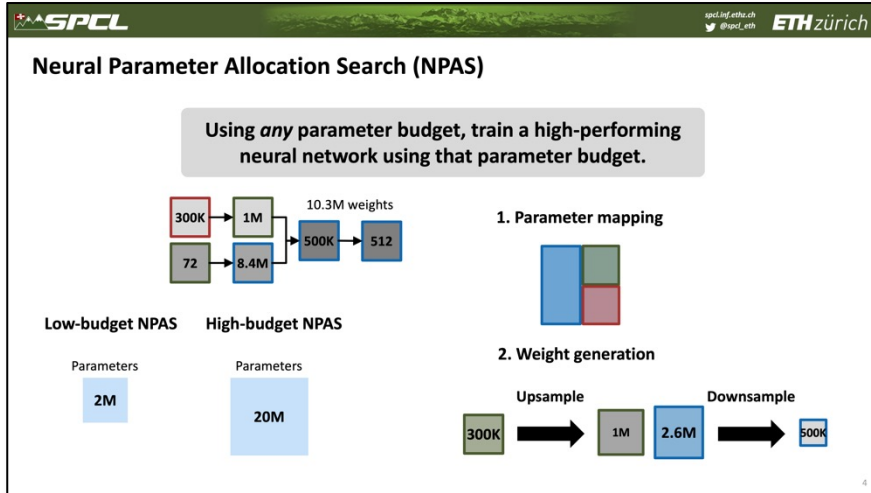 SPCL
spcl.inf.ethz.ch
@spcl_eth
ETH zürich
Neural Parameter Allocation Search (NPAS)
Using any parameter budget, train a high-performing
neural network using that parameter budget.
10.3M weights
300K
1M
500K
512
72
8.4M
Low-budget NPAS
High-budget NPAS
Parameters
Parameters
2M
20M
1. Parameter mapping
2. Weight generation
Upsample
Downsample
300K
1M
2.6M
500K
4